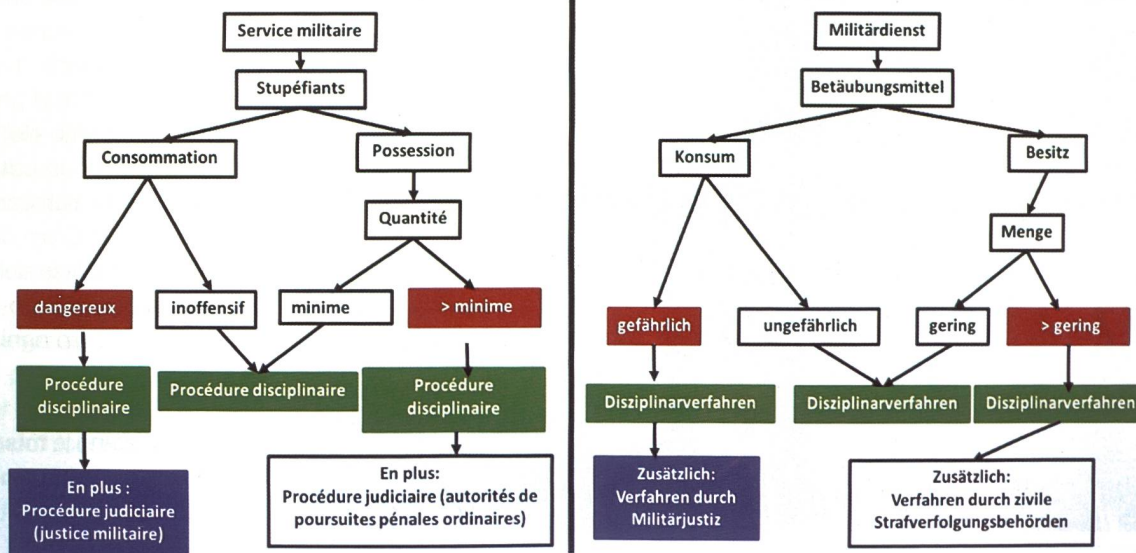 Service militaire
Stupéfiants
Consommation
Possession
Quantité
dangereux
inoffensif
minime
> minime
Procédure
disciplinaire
Procédure disciplinaire
Procédure
disciplinaire
En plus :
Procédure judiciaire
(justice militaire)
En plus :
Procédure judiciaire (autorités de
poursuites pénales ordinaires)
Militärdienst
Betäubungsmittel
Konsum
Besitz
Menge
gefährlich
ungefährlich
gering
> gering
Disziplinarverfahren
Disziplinarverfahren
Disziplinarverfahren
Zusätzlich:
Verfahren durch
Militärjustiz
Zusätzlich:
Verfahren durch zivile
Strafverfolgungsbehörden